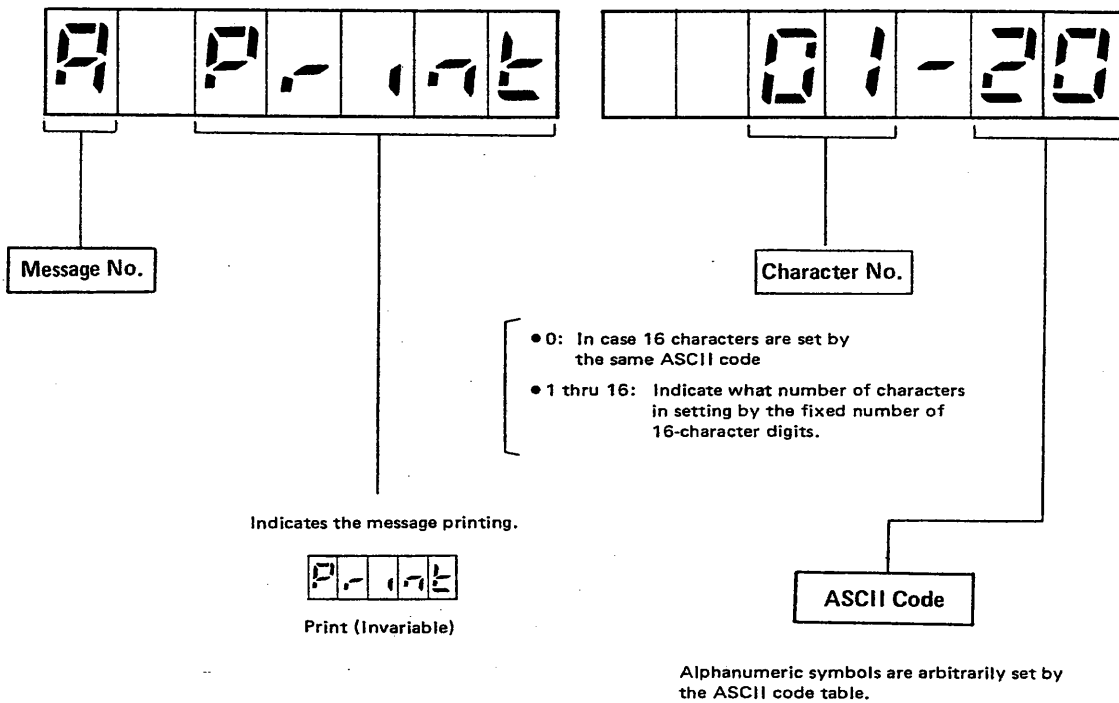 A Print 01-20
Message No.
Character No.
● 0: In case 16 characters are set by
the same ASCII code
● 1 thru 16: Indicate what number of characters
in setting by the fixed number of
16-character digits.
Indicates the message printing.
Print
Print (Invariable)
ASCII Code
Alphanumeric symbols are arbitrarily set by
the ASCII code table.